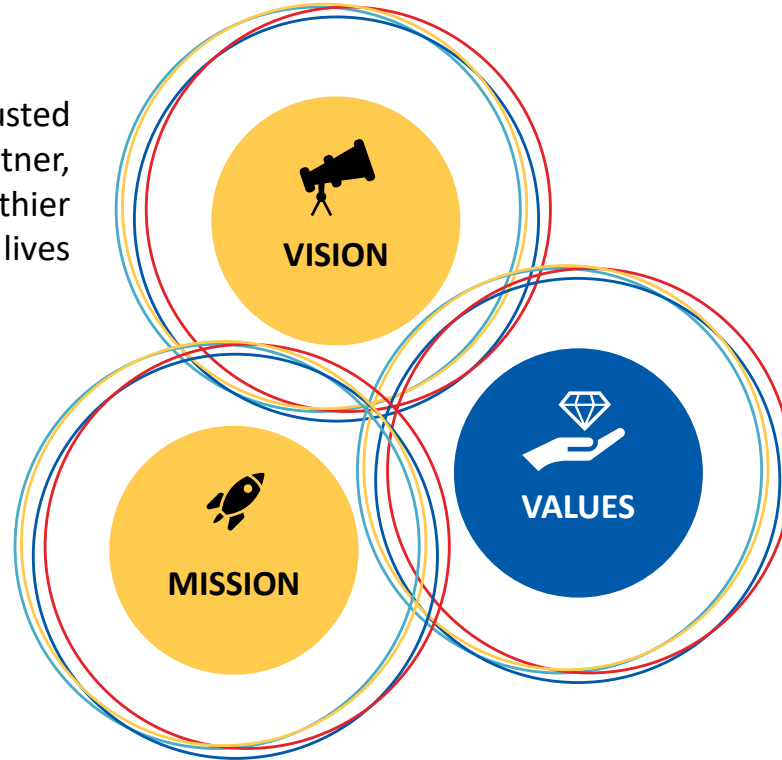 usted
tner,
thier
lives
VISION
VALUES
MISSION